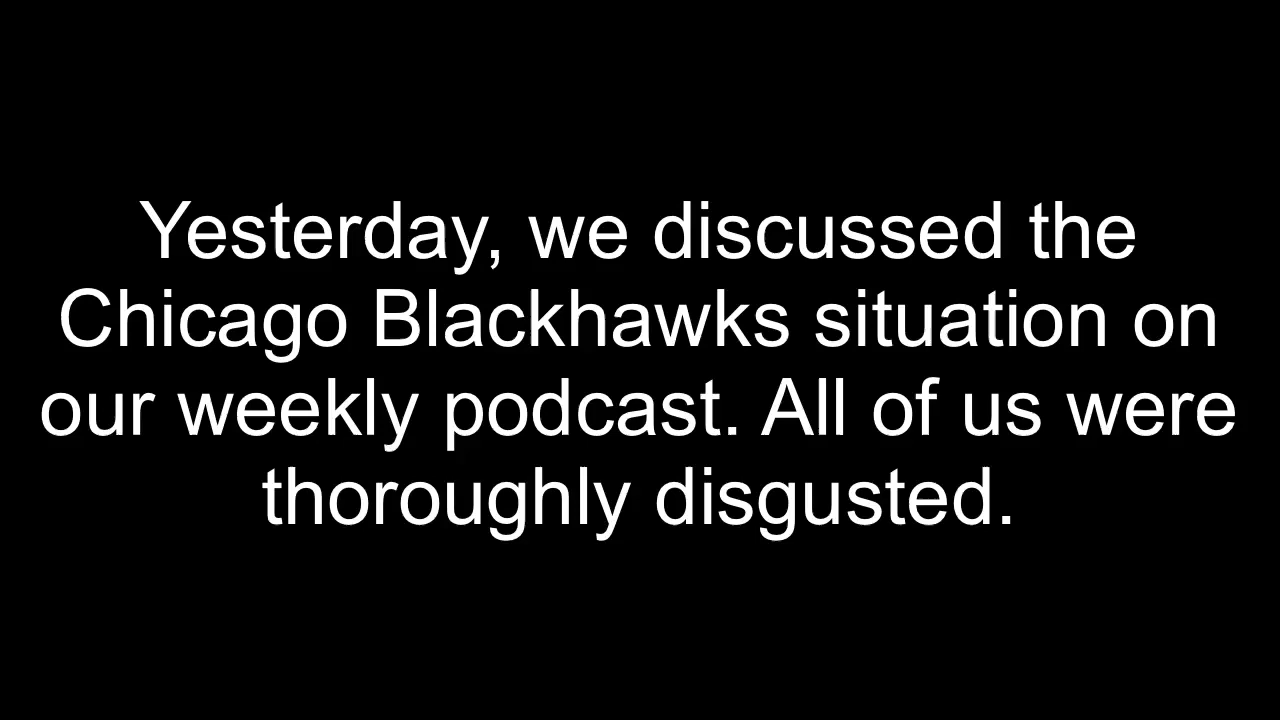 Yesterday, we discussed the
Chicago Blackhawks situation on
our weekly podcast. All of us were
thoroughly disgusted.